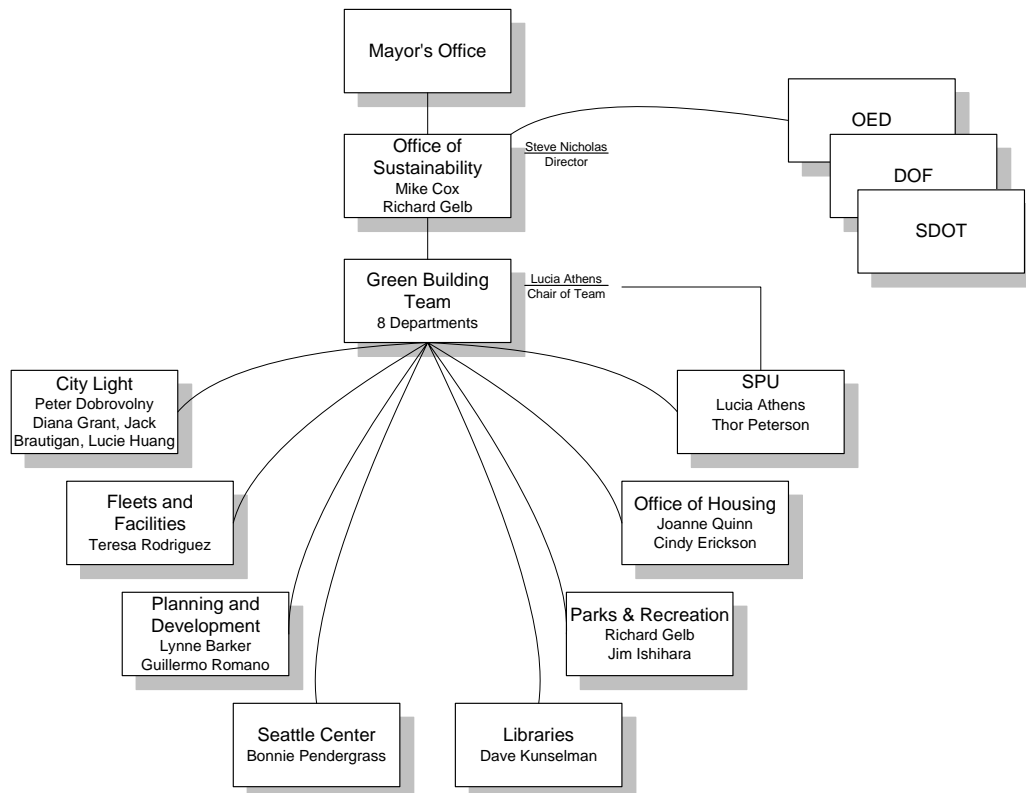 Mayor's Office
Office of
Sustainability
Mike Cox
Richard Gelb
Steve Nicholas
Director
OED
DOF
SDOT
Green Building
Team
8 Departments
Lucia Athens
Chair of Team
City Light
Peter Dobrovolny
Diana Grant, Jack
Brautigan, Lucie Huang
SPU
Lucia Athens
Thor Peterson
Fleets and
Facilities
Teresa Rodriguez
Office of Housing
Joanne Quinn
Cindy Erickson
Planning and
Development
Lynne Barker
Guillermo Romano
Parks & Recreation
Richard Gelb
Jim Ishihara
Seattle Center
Bonnie Pendergrass
Libraries
Dave Kunselman